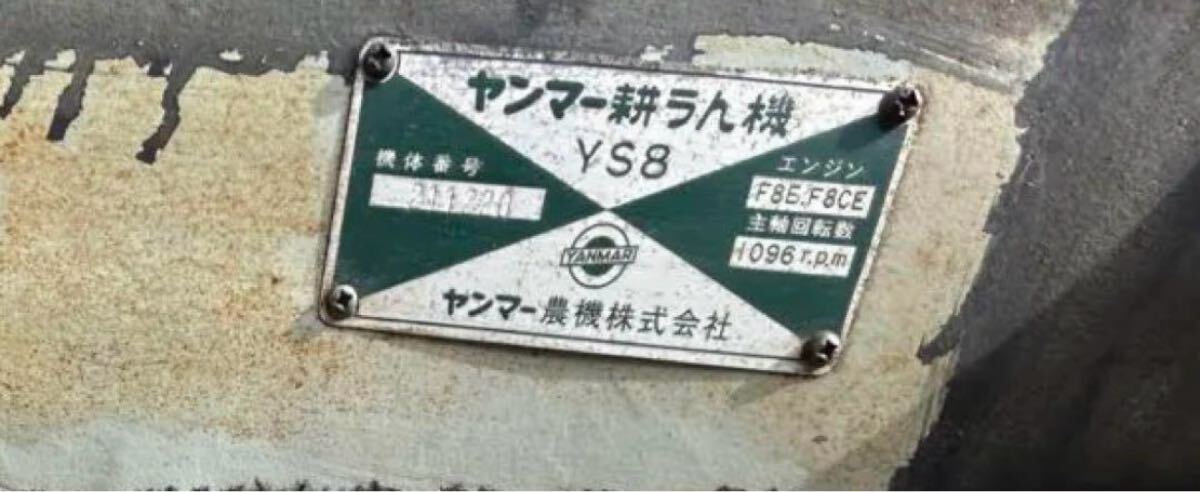 ヤンマー耕うん機
YS8
機体番号
エンジン
F8E.F8CE
主軸回転数
1096 r.p.m
YANMAR
ヤンマー農機株式会社